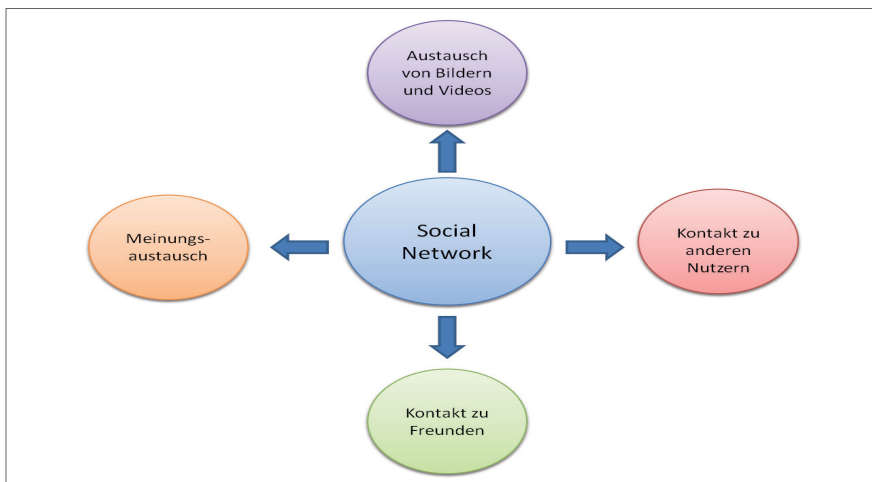 Austausch
von Bildern
und Videos
Meinungs-
austausch
Social
Network
Kontakt zu
anderen
Nutzern
Kontakt zu
Freunden